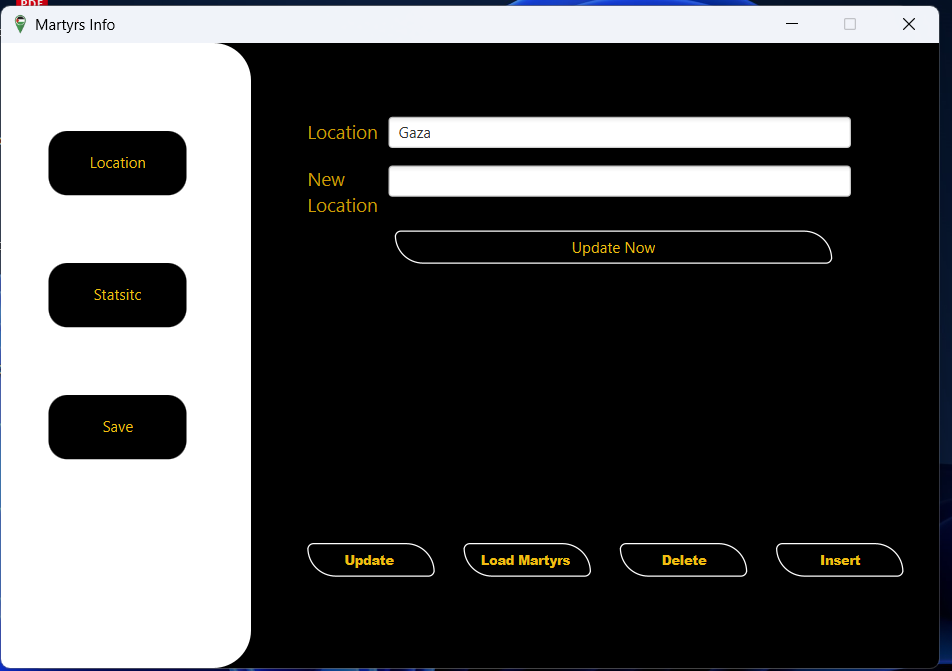 PDF
Martyrs Info
Location
Statsitc
Save
Location
Gaza
New
Location
Update Now
Update
Load Martyrs
Delete
Insert